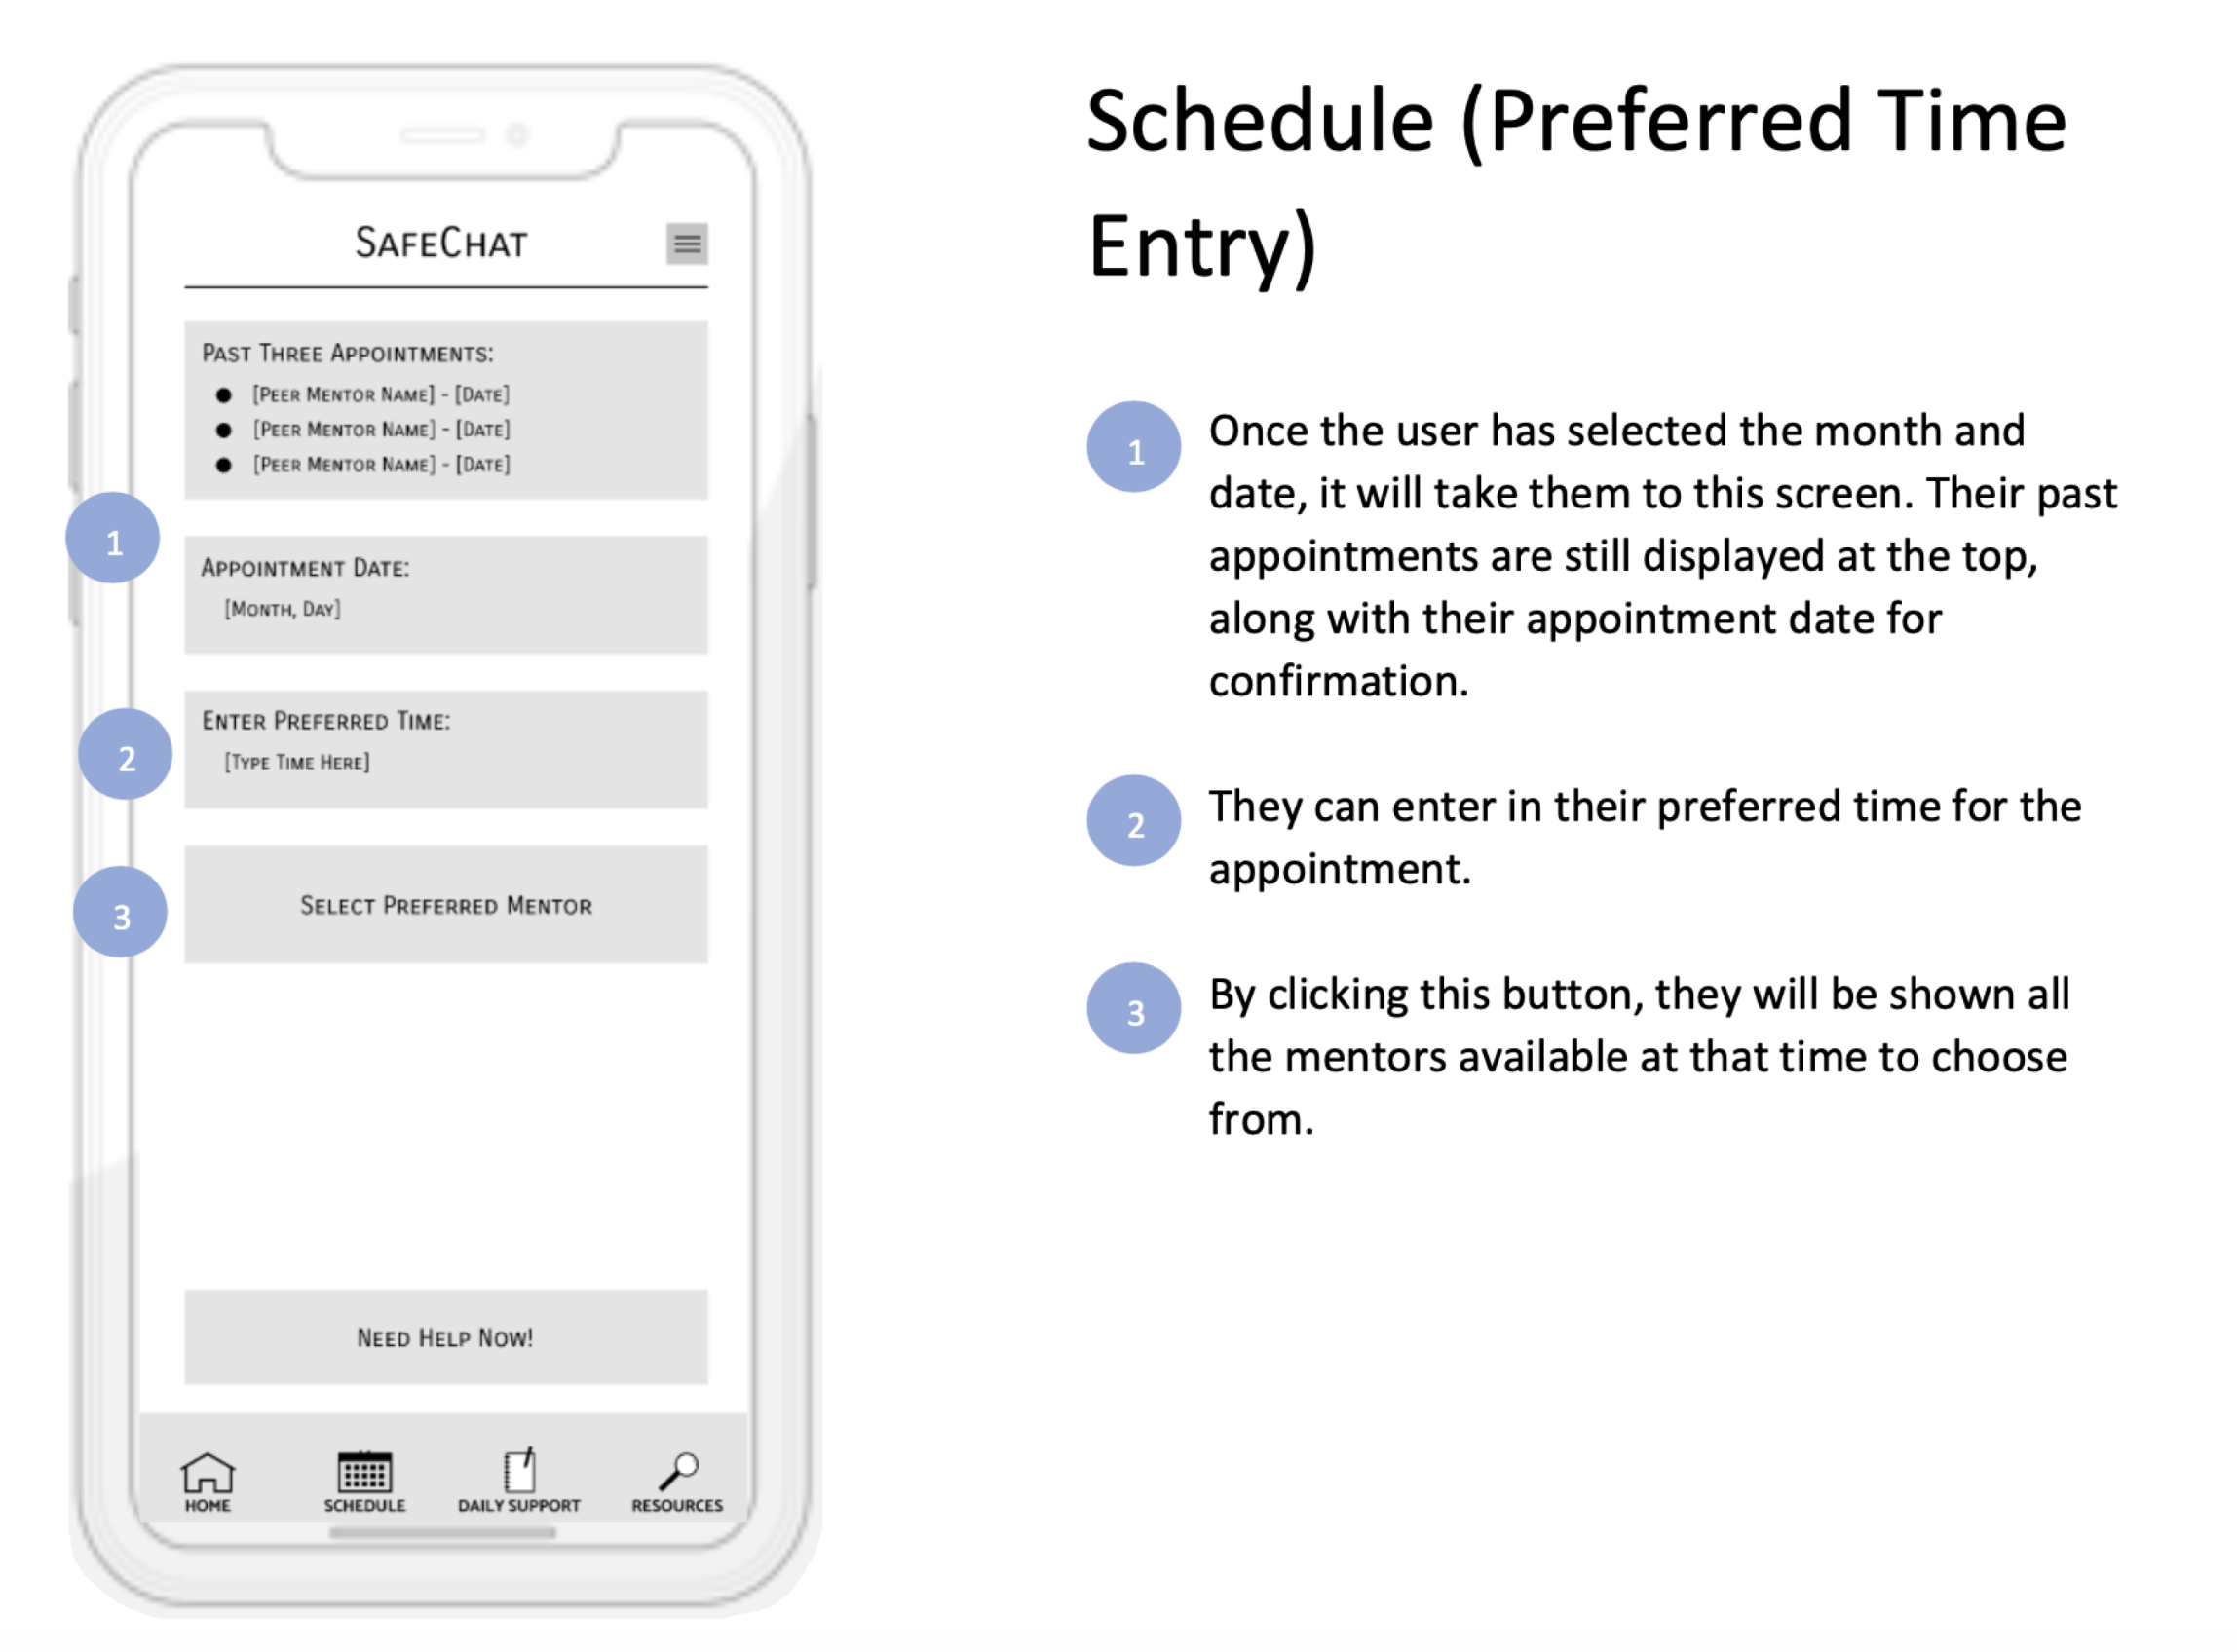 SafeChat
Past Three Appointments:
● [Peer Mentor Name] - [Date]
● [Peer Mentor Name] - [Date]
● [Peer Mentor Name] - [Date]
1
Appointment Date:
[Month, Day]
2
Enter Preferred Time:
[Type Time Here]
3
Select Preferred Mentor
Need Help Now!
HOME
SCHEDULE
DAILY SUPPORT
RESOURCES
Schedule (Preferred Time
Entry)
1
Once the user has selected the month and
date, it will take them to this screen. Their past
appointments are still displayed at the top,
along with their appointment date for
confirmation.
2
They can enter in their preferred time for the
appointment.
3
By clicking this button, they will be shown all
the mentors available at that time to choose
from.